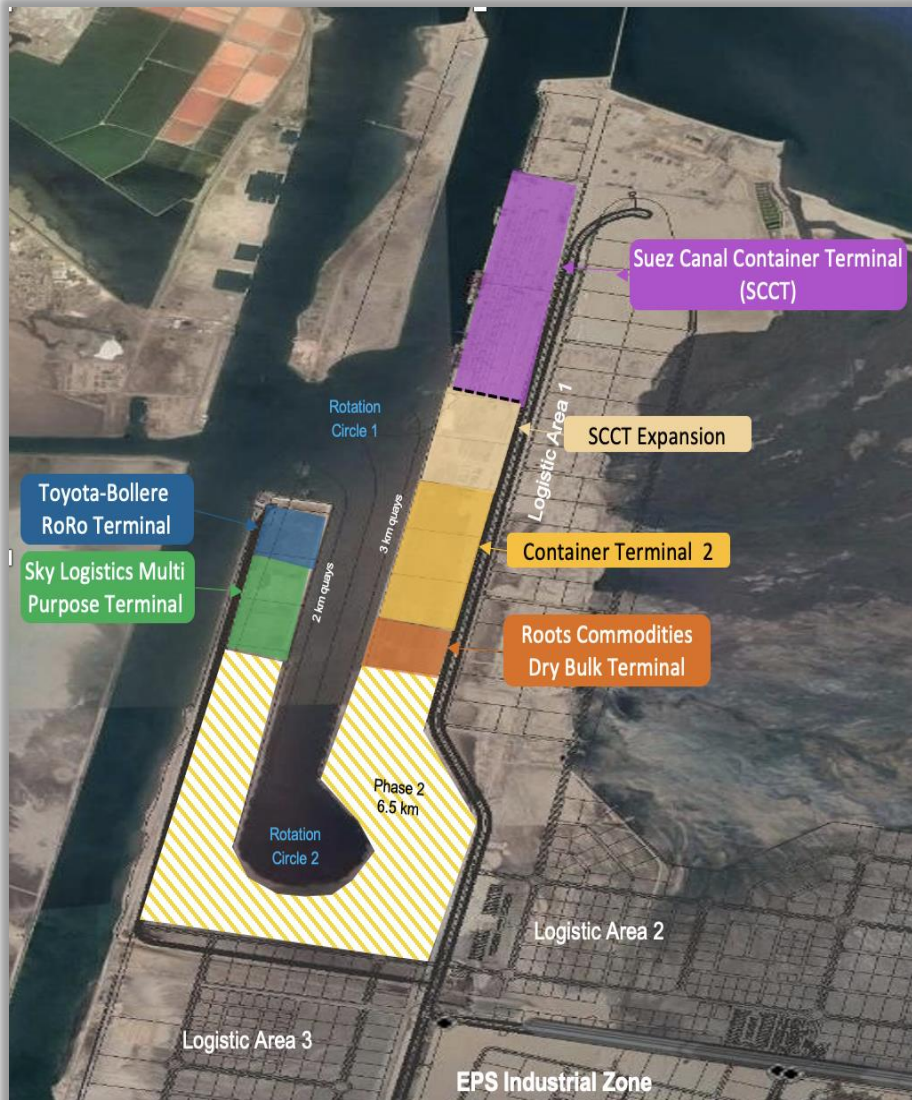 Suez Canal Container Terminal
(SCCT)
Logistic Area 1
Rotation
Circle 1
SCCT Expansion
Toyota-Bollere
RoRo Terminal
3 km quays
Container Terminal 2
Sky Logistics Multi
Purpose Terminal
2 km quays
Roots Commodities
Dry Bulk Terminal
Phase 2
6.5 km
Rotation
Circle 2
Logistic Area 2
Logistic Area 3
EPS Industrial Zone